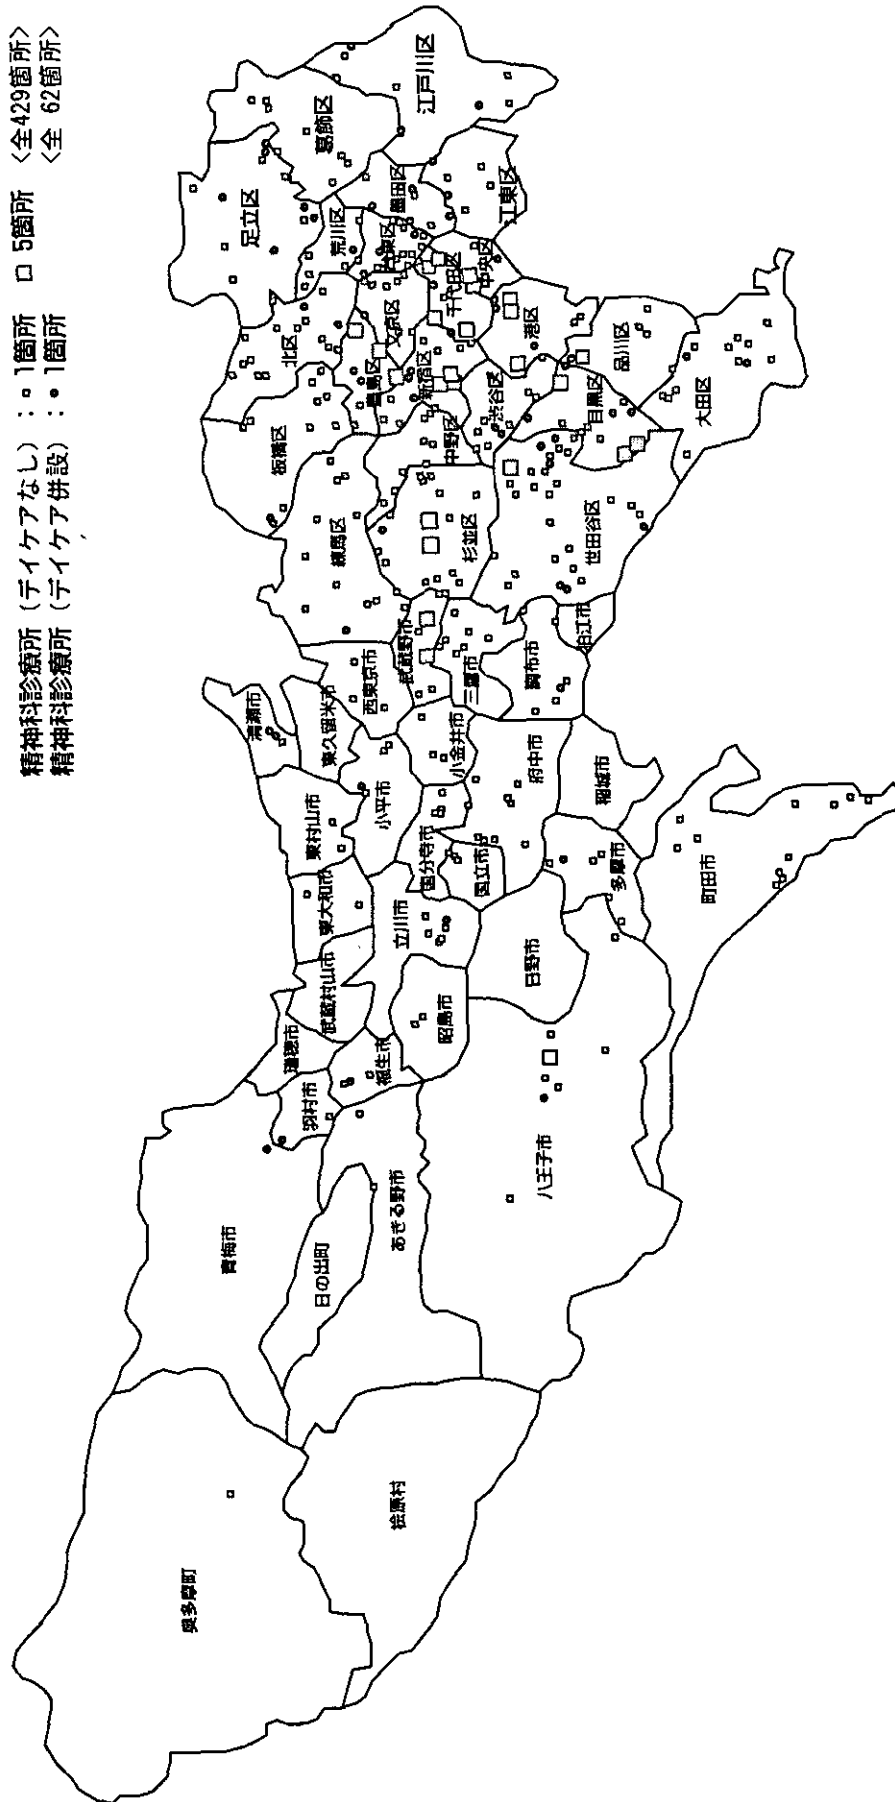 精神科診療所（デイケアなし）：▫1箇所 □ 5箇所 <全429箇所>
精神科診療所（デイケア併設）：•1箇所 <全 62箇所>
奥多摩町
檜原村
青梅市
日の出町
あきる野市
八王子市
羽村市
瑞穂市
福生市
武蔵村山市
昭島市
日野市
東大和市
立川市
東村山市
国分寺市
国立市
多摩市
町田市
小平市
清瀬市
東久留米市
小金井市
府中市
稲城市
西東京市
武蔵野市
三鷹市
調布市
狛江市
練馬区
杉並区
世田谷区
板橋区
中野区
豊島区
新宿区
渋谷区
目黒区
大田区
北区
文京区
千代田区
港区
品川区
足立区
荒川区
台東区
中央区
墨田区
江東区
葛飾区
江戸川区